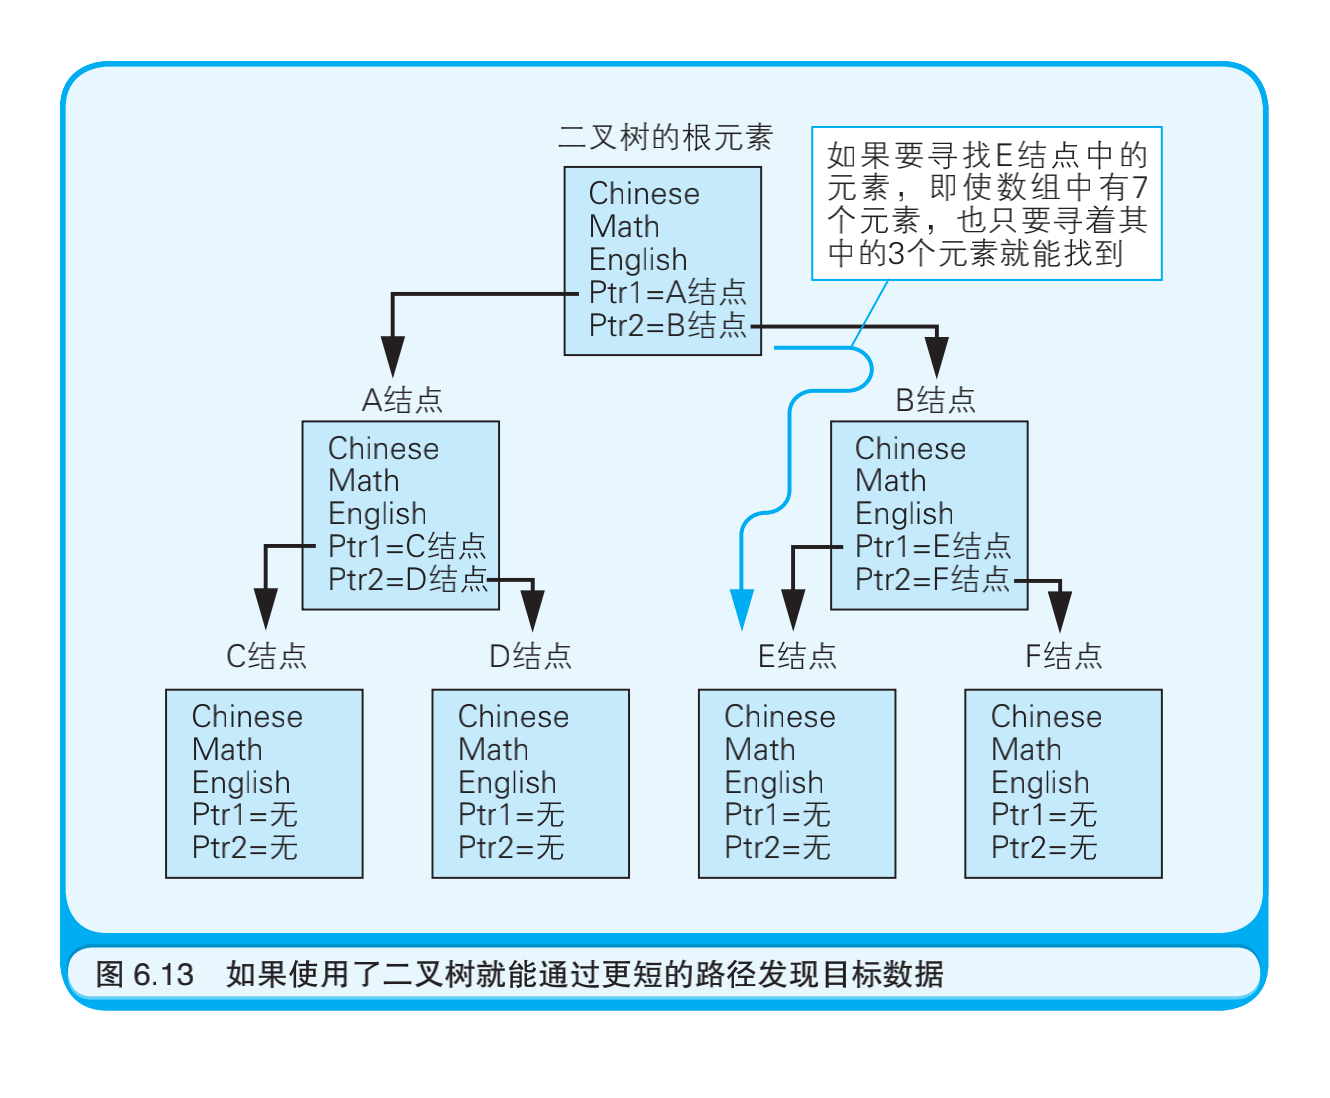 二叉树的根元素
Chinese
Math
English
Ptr1=A结点
Ptr2=B结点
如果要寻找E结点中的
元素，即使数组中有7
个元素，也只要寻着其
中的3个元素就能找到
A结点
Chinese
Math
English
Ptr1=C结点
Ptr2=D结点
B结点
Chinese
Math
English
Ptr1=E结点
Ptr2=F结点
C结点
Chinese
Math
English
Ptr1=无
Ptr2=无
D结点
Chinese
Math
English
Ptr1=无
Ptr2=无
E结点
Chinese
Math
English
Ptr1=无
Ptr2=无
F结点
Chinese
Math
English
Ptr1=无
Ptr2=无
图 6.13 如果使用了二叉树就能通过更短的路径发现目标数据